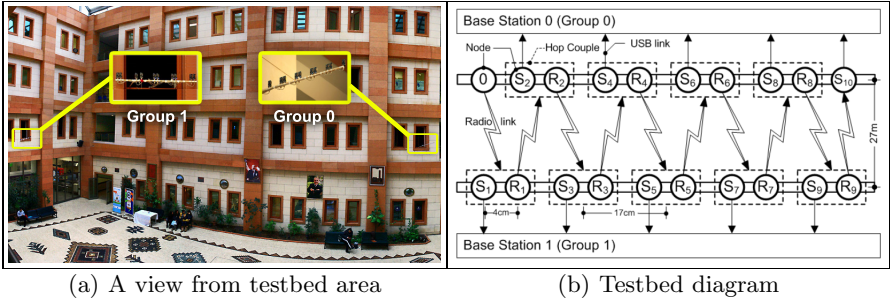 Group 1
Group 0
(a) A view from testbed area
Base Station 0 (Group 0)
Node
Hop Couple
USB link
0
S2
R2
S4
R4
S6
R6
S8
R8
S10
Radio link
27m
S1
R1
S3
R3
S5
R5
S7
R7
S9
R9
4cm
17cm
Base Station 1 (Group 1)
(b) Testbed diagram